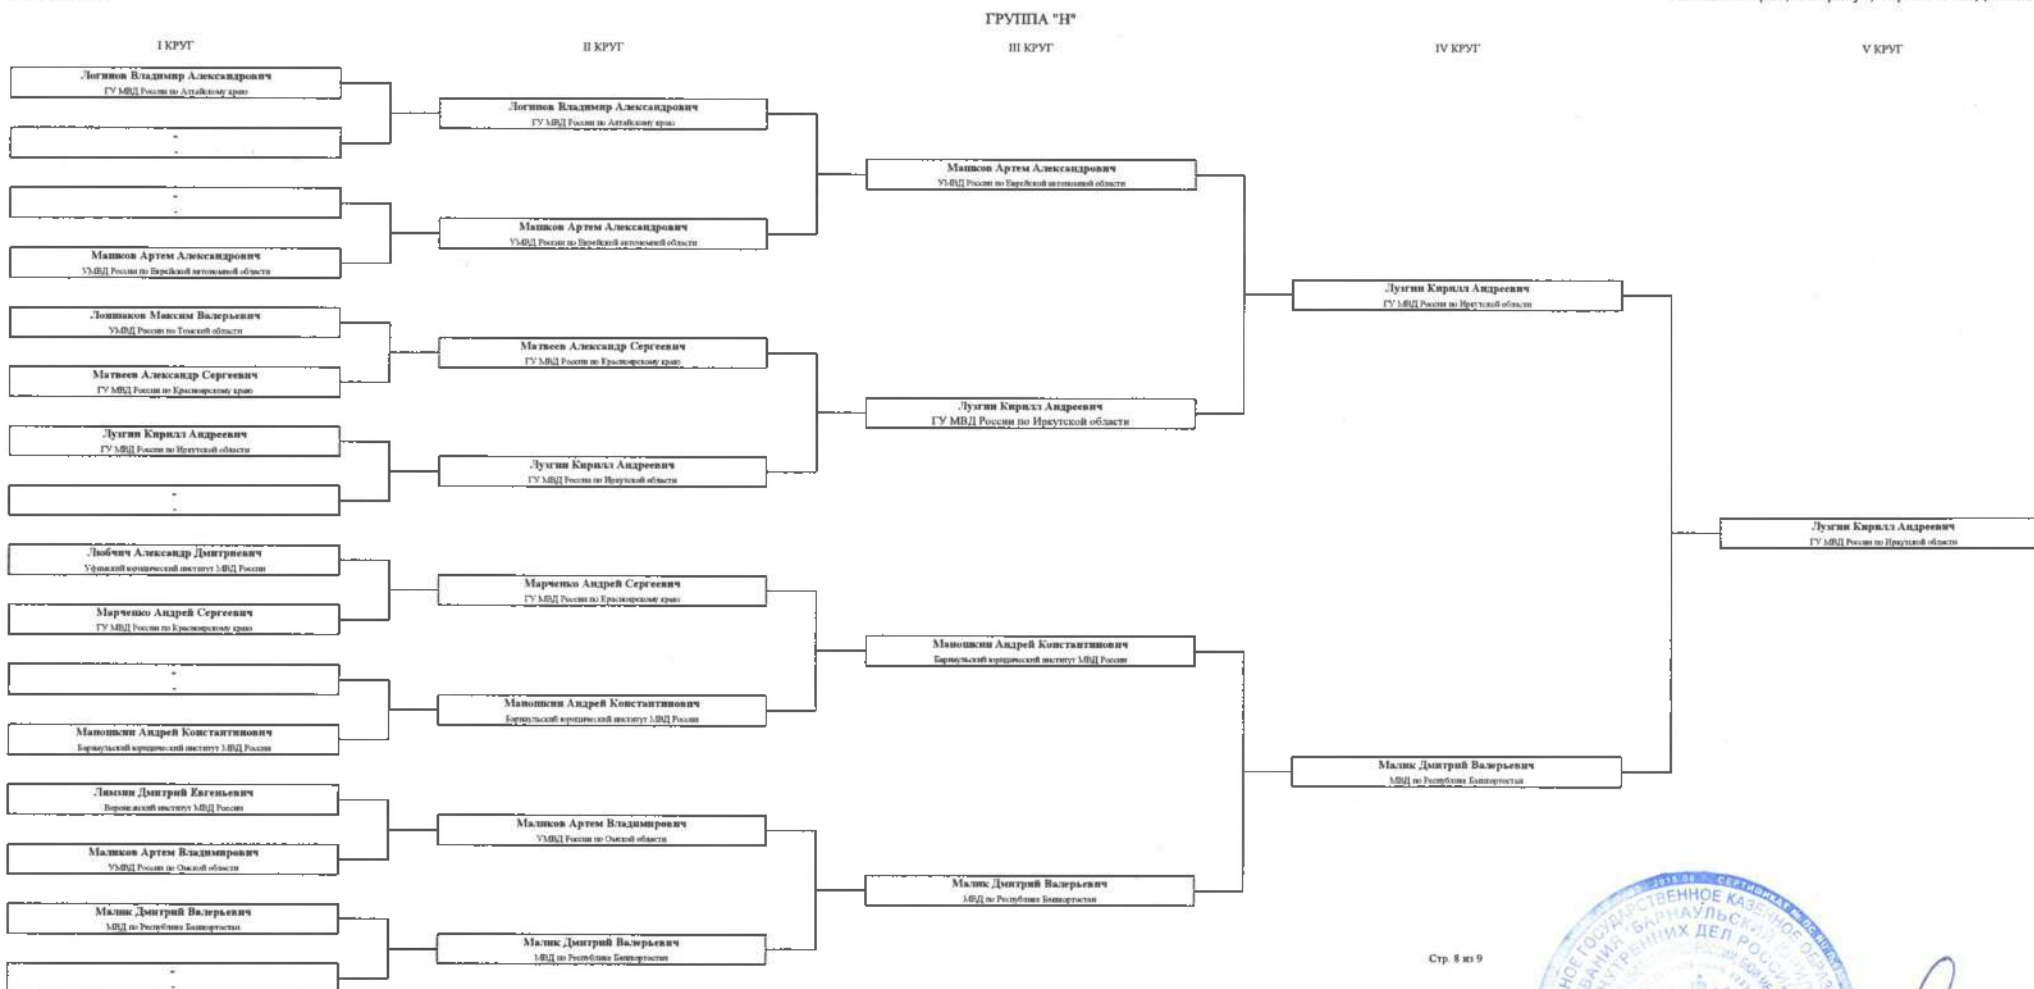 ГРУППА "Н"
I КРУГ
II КРУГ
III КРУГ
IV КРУГ
V КРУГ
Логинов Владимир Александрович
ГУ МВД России по Алтайскому краю
-
-
-
-
Машков Артем Александрович
УМВД России по Еврейской автономной области
Лоншаков Максим Валерьевич
УМВД России по Томской области
Матвеев Александр Сергеевич
ГУ МВД России по Красноярскому краю
Лузгин Кирилл Андреевич
ГУ МВД России по Иркутской области
-
-
Любчич Александр Дмитриевич
Уфимский юридический институт МВД России
Марченко Андрей Сергеевич
ГУ МВД России по Красноярскому краю
-
-
Маношкин Андрей Константинович
Барнаульский юридический институт МВД России
Лямзин Дмитрий Евгеньевич
Воронежский институт МВД России
Маликов Артем Владимирович
УМВД России по Омской области
Малик Дмитрий Валерьевич
МВД по Республике Башкортостан
-
-
Логинов Владимир Александрович
ГУ МВД России по Алтайскому краю
Машков Артем Александрович
УМВД России по Еврейской автономной области
Матвеев Александр Сергеевич
ГУ МВД России по Красноярскому краю
Лузгин Кирилл Андреевич
ГУ МВД России по Иркутской области
Марченко Андрей Сергеевич
ГУ МВД России по Красноярскому краю
Маношкин Андрей Константинович
Барнаульский юридический институт МВД России
Маликов Артем Владимирович
УМВД России по Омской области
Малик Дмитрий Валерьевич
МВД по Республике Башкортостан
Машков Артем Александрович
УМВД России по Еврейской автономной области
Лузгин Кирилл Андреевич
ГУ МВД России по Иркутской области
Маношкин Андрей Константинович
Барнаульский юридический институт МВД России
Малик Дмитрий Валерьевич
МВД по Республике Башкортостан
Лузгин Кирилл Андреевич
ГУ МВД России по Иркутской области
Малик Дмитрий Валерьевич
МВД по Республике Башкортостан
Лузгин Кирилл Андреевич
ГУ МВД России по Иркутской области
Стр. 8 из 9